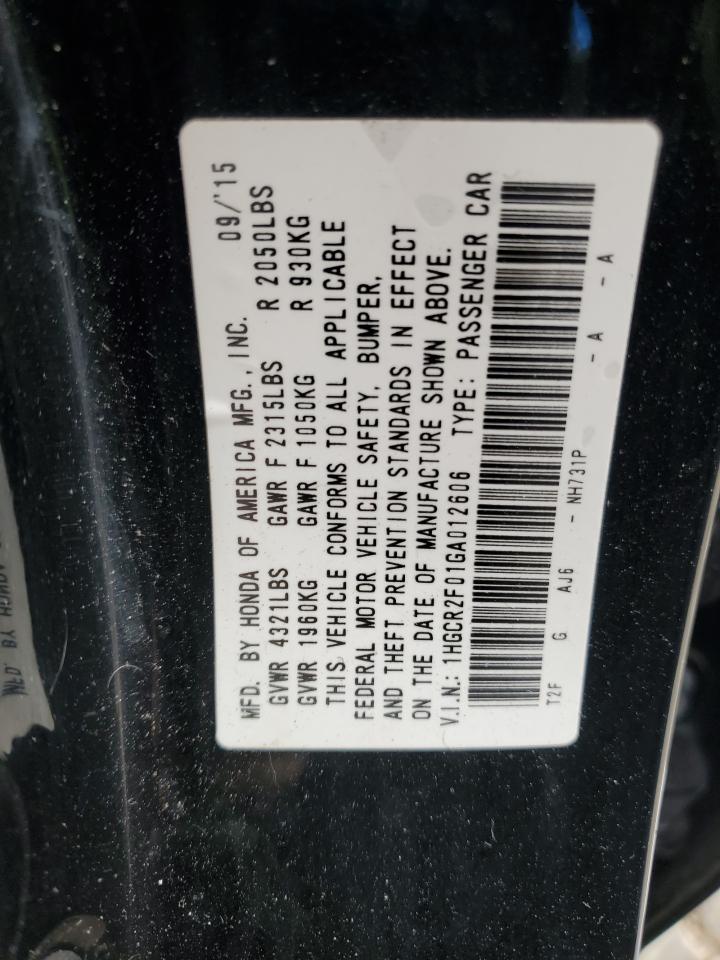 MFD. BY HONDA OF AMERICA MFG., INC. 09/'15
GVWR 4321LBS GAWR F 2315LBS R 2050LBS
GVWR 1960KG GAWR F 1050KG R 930KG
THIS VEHICLE CONFORMS TO ALL APPLICABLE
FEDERAL MOTOR VEHICLE SAFETY, BUMPER,
AND THEFT PREVENTION STANDARDS IN EFFECT
ON THE DATE OF MANUFACTURE SHOWN ABOVE.
V.I.N.: 1HGCR2F01GA012606 TYPE: PASSENGER CAR
T2F G AJ6 - NH731P - A - A